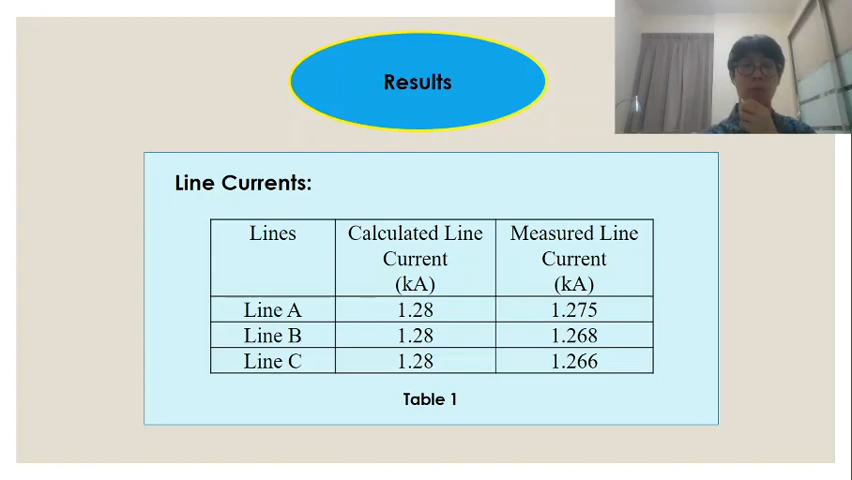 Results
Line Currents:
Lines Calculated Line Measured Line
Current Current
(kA) (kA)
Line A 1.28 1.275
Line B 1.28 1.268
Line C 1.28 1.266
Table 1